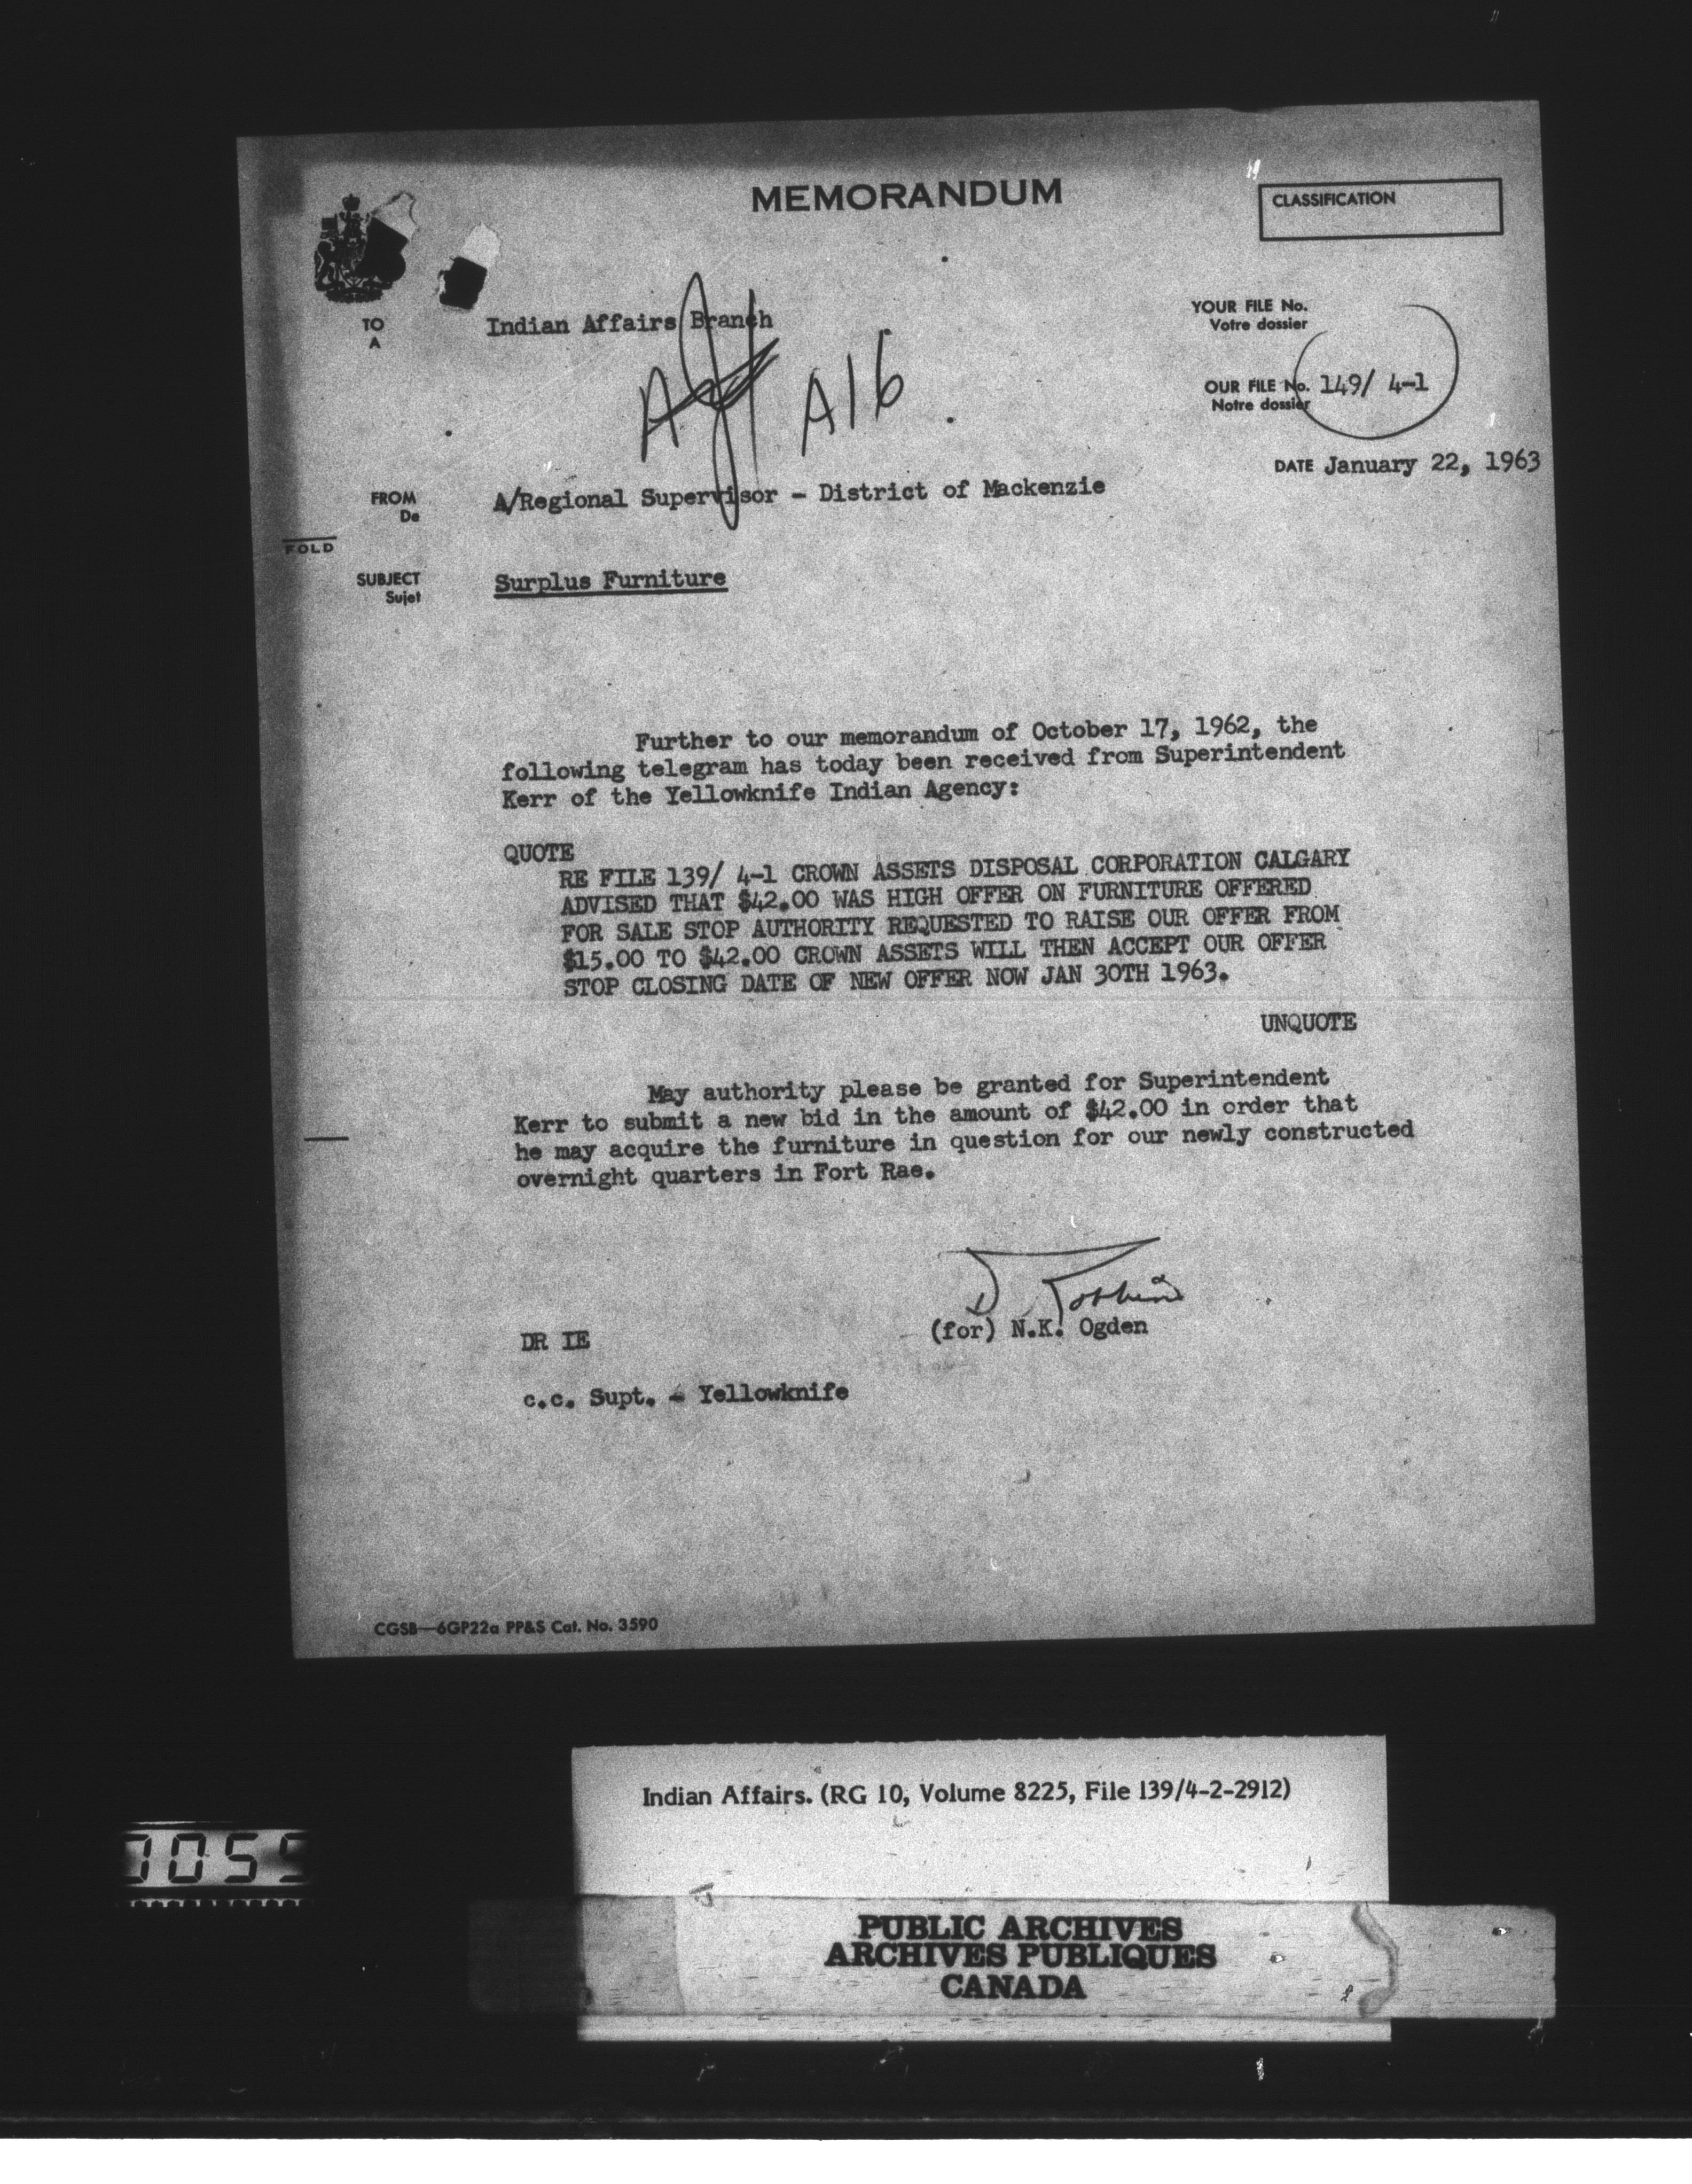 MEMORANDUM
CLASSIFICATION
TO
A
Indian Affairs Branch
YOUR FILE No.
Votre dossier
A16
OUR FILE No. 149/ 4-1
Notre dossier
DATE January 22, 1963
FROM
De
A/Regional Supervisor - District of Mackenzie
FOLD
SUBJECT
Sujet
Surplus Furniture
Further to our memorandum of October 17, 1962, the
following telegram has today been received from Superintendent
Kerr of the Yellowknife Indian Agency:
QUOTE
RE FILE 139/ 4-1 CROWN ASSETS DISPOSAL CORPORATION CALGARY
ADVISED THAT $42.00 WAS HIGH OFFER ON FURNITURE OFFERED
FOR SALE STOP AUTHORITY REQUESTED TO RAISE OUR OFFER FROM
$15.00 TO $42.00 CROWN ASSETS WILL THEN ACCEPT OUR OFFER
STOP CLOSING DATE OF NEW OFFER NOW JAN 30TH 1963.
UNQUOTE
May authority please be granted for Superintendent
Kerr to submit a new bid in the amount of $42.00 in order that
he may acquire the furniture in question for our newly constructed
overnight quarters in Fort Rae.
(for) N.K. Ogden
DR IE
c.c. Supt. - Yellowknife
CGSB—6GP22a PP&S Cat. No. 3590
Indian Affairs. (RG 10, Volume 8225, File 139/4-2-2912)
PUBLIC ARCHIVES
ARCHIVES PUBLIQUES
CANADA